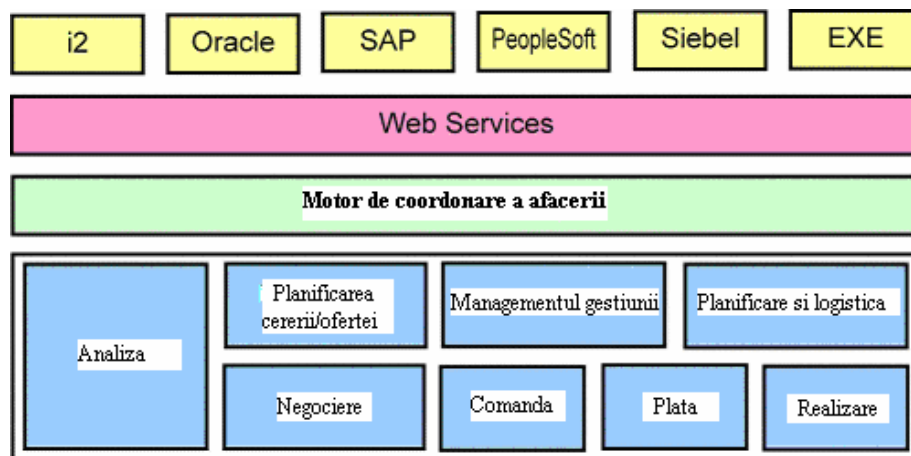 i2
Oracle
SAP
PeopleSoft
Siebel
EXE
Web Services
Motor de coordonare a afacerii
Analiza
Planificarea
cererii/ofertei
Managementul gestiunii
Planificare si logistica
Negociere
Comanda
Plata
Realizare